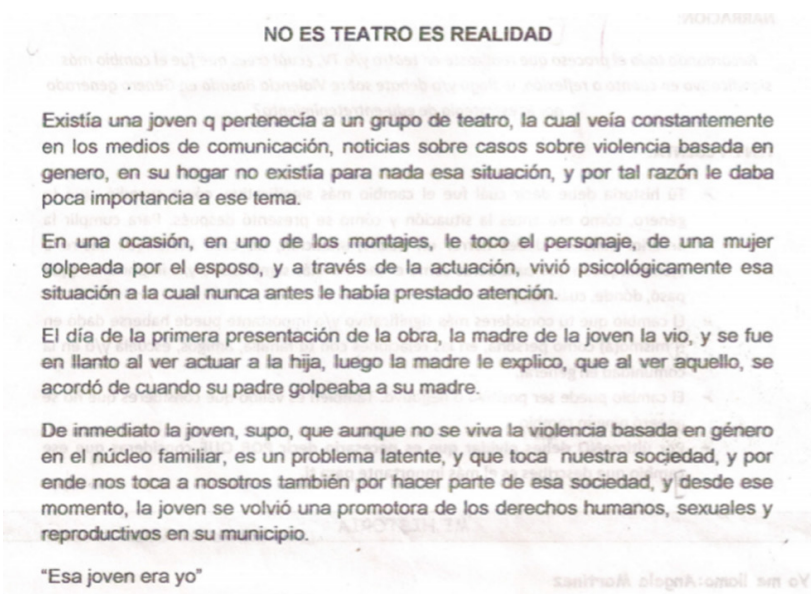 NO ES TEATRO ES REALIDAD
Existía una joven q pertenecía a un grupo de teatro, la cual veía constantemente
en los medios de comunicación, noticias sobre casos sobre violencia basada en
genero, en su hogar no existía para nada esa situación, y por tal razón le daba
poca importancia a ese tema.
En una ocasión, en uno de los montajes, le toco el personaje, de una mujer
golpeada por el esposo, y a través de la actuación, vivió psicológicamente esa
situación a la cual nunca antes le había prestado atención.
El día de la primera presentación de la obra, la madre de la joven la vio, y se fue
en llanto al ver actuar a la hija, luego la madre le explico, que al ver aquello, se
acordó de cuando su padre golpeaba a su madre.
De inmediato la joven, supo, que aunque no se viva la violencia basada en género
en el núcleo familiar, es un problema latente, y que toca nuestra sociedad, y por
ende nos toca a nosotros también por hacer parte de esa sociedad, y desde ese
momento, la joven se volvió una promotora de los derechos humanos, sexuales y
reproductivos en su municipio.
“Esa joven era yo”